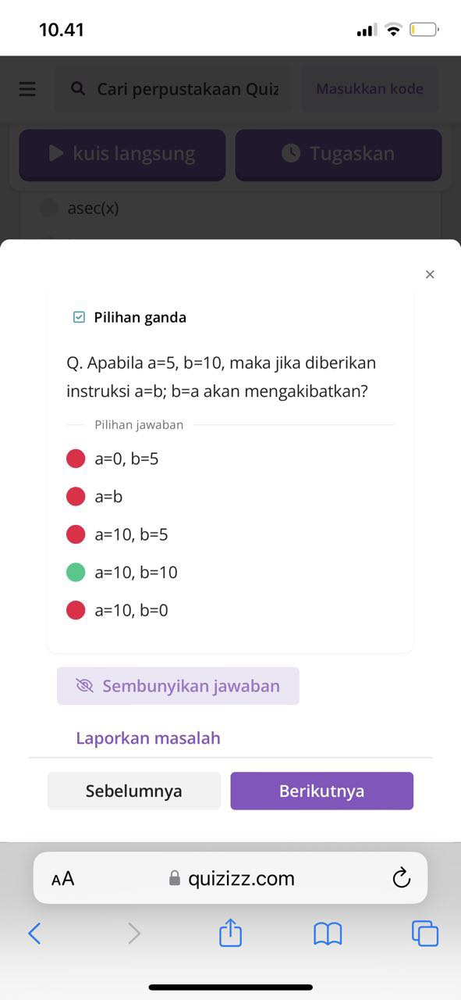 10.41
Cari perpustakaan Quiz
Masukkan kode
kuis langsung
Tugaskan
asec(x)
×
Pilihan ganda
Q. Apabila a=5, b=10, maka jika diberikan
instruksi a=b; b=a akan mengakibatkan?
Pilihan jawaban
a=0, b=5
a=b
a=10, b=5
a=10, b=10
a=10, b=0
Sembunyikan jawaban
Laporkan masalah
Sebelumnya
Berikutnya
AA
quizizz.com